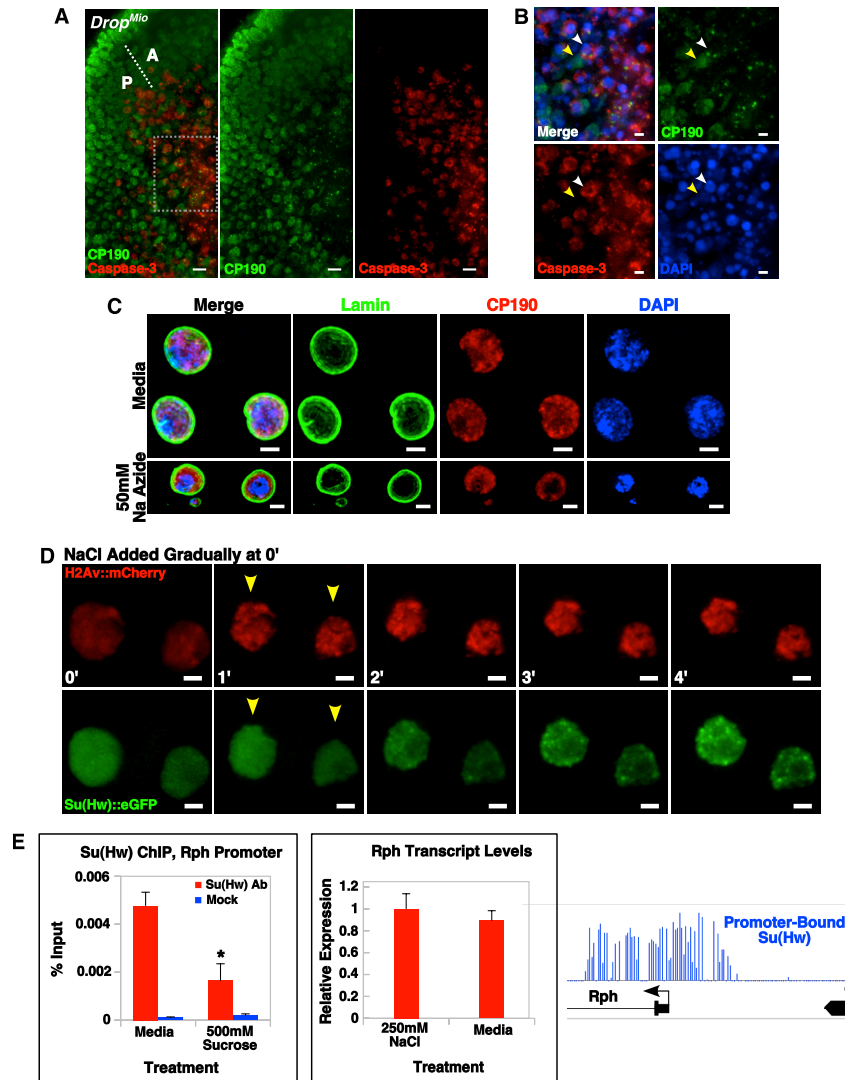 A
Drop^Mio
A
P
CP190
Caspase-3
CP190
Caspase-3
B
Merge
CP190
Caspase-3
DAPI
C
Merge
Lamin
CP190
DAPI
Media
50mM
Na Azide
D
NaCl Added Gradually at 0'
H2Av::mCherry
0'
1'
2'
3'
4'
Su(Hw)::eGFP
E
Su(Hw) ChIP, Rph Promoter
0.006
0.004
0.002
0
% Input
Su(Hw) Ab
Mock
*
Media
500mM
Sucrose
Treatment
Rph Transcript Levels
1.2
1
0.8
0.6
0.4
0.2
0
Relative Expression
250mM
NaCl
Media
Treatment
Promoter-Bound
Su(Hw)
Rph